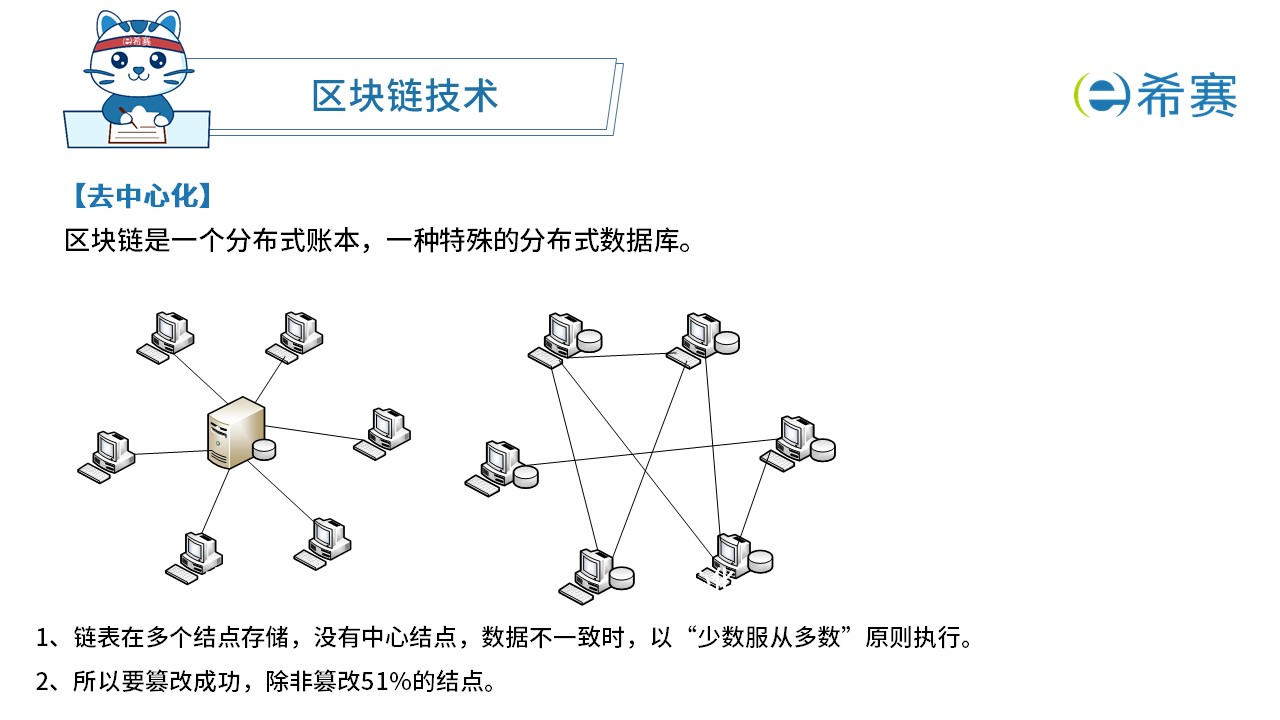 希赛
区块链技术
希赛
【去中心化】
区块链是一个分布式账本，一种特殊的分布式数据库。
1、链表在多个结点存储，没有中心结点，数据不一致时，以“少数服从多数”原则执行。
2、所以要篡改成功，除非篡改51%的结点。